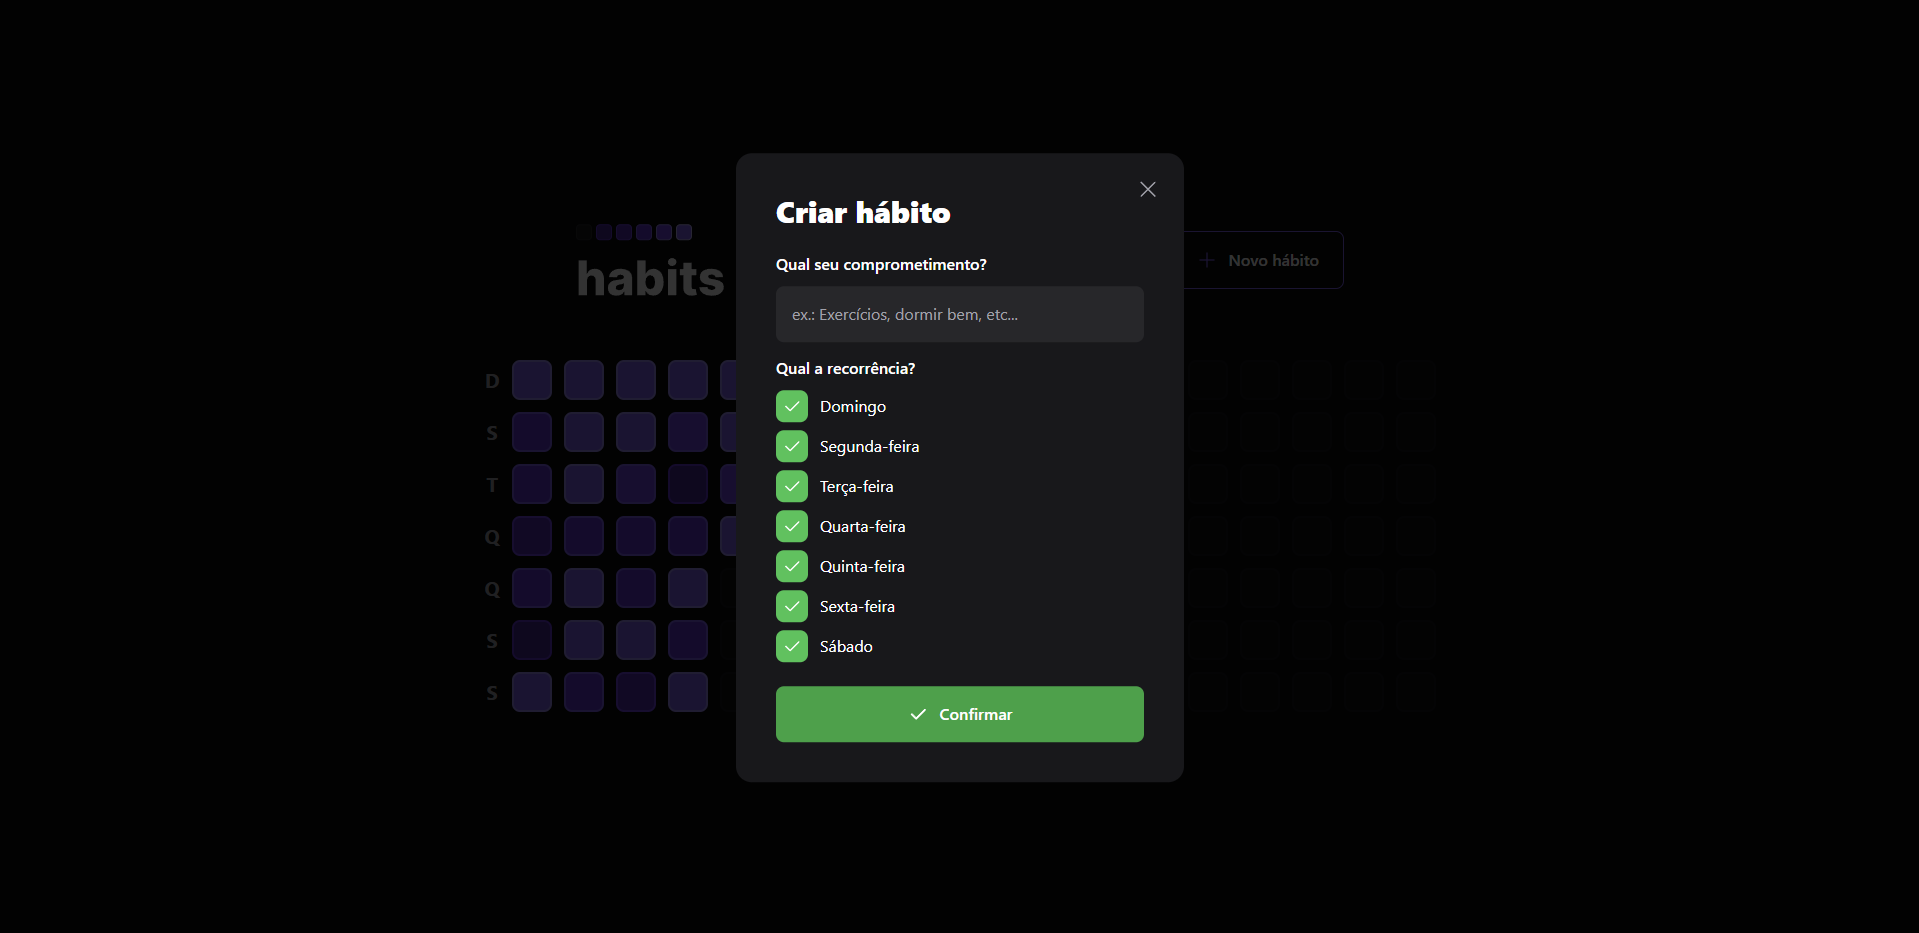 habits
Novo hábito
D
S
T
Q
Q
S
S
Criar hábito
Qual seu comprometimento?
ex.: Exercícios, dormir bem, etc...
Qual a recorrência?
Domingo
Segunda-feira
Terça-feira
Quarta-feira
Quinta-feira
Sexta-feira
Sábado
Confirmar